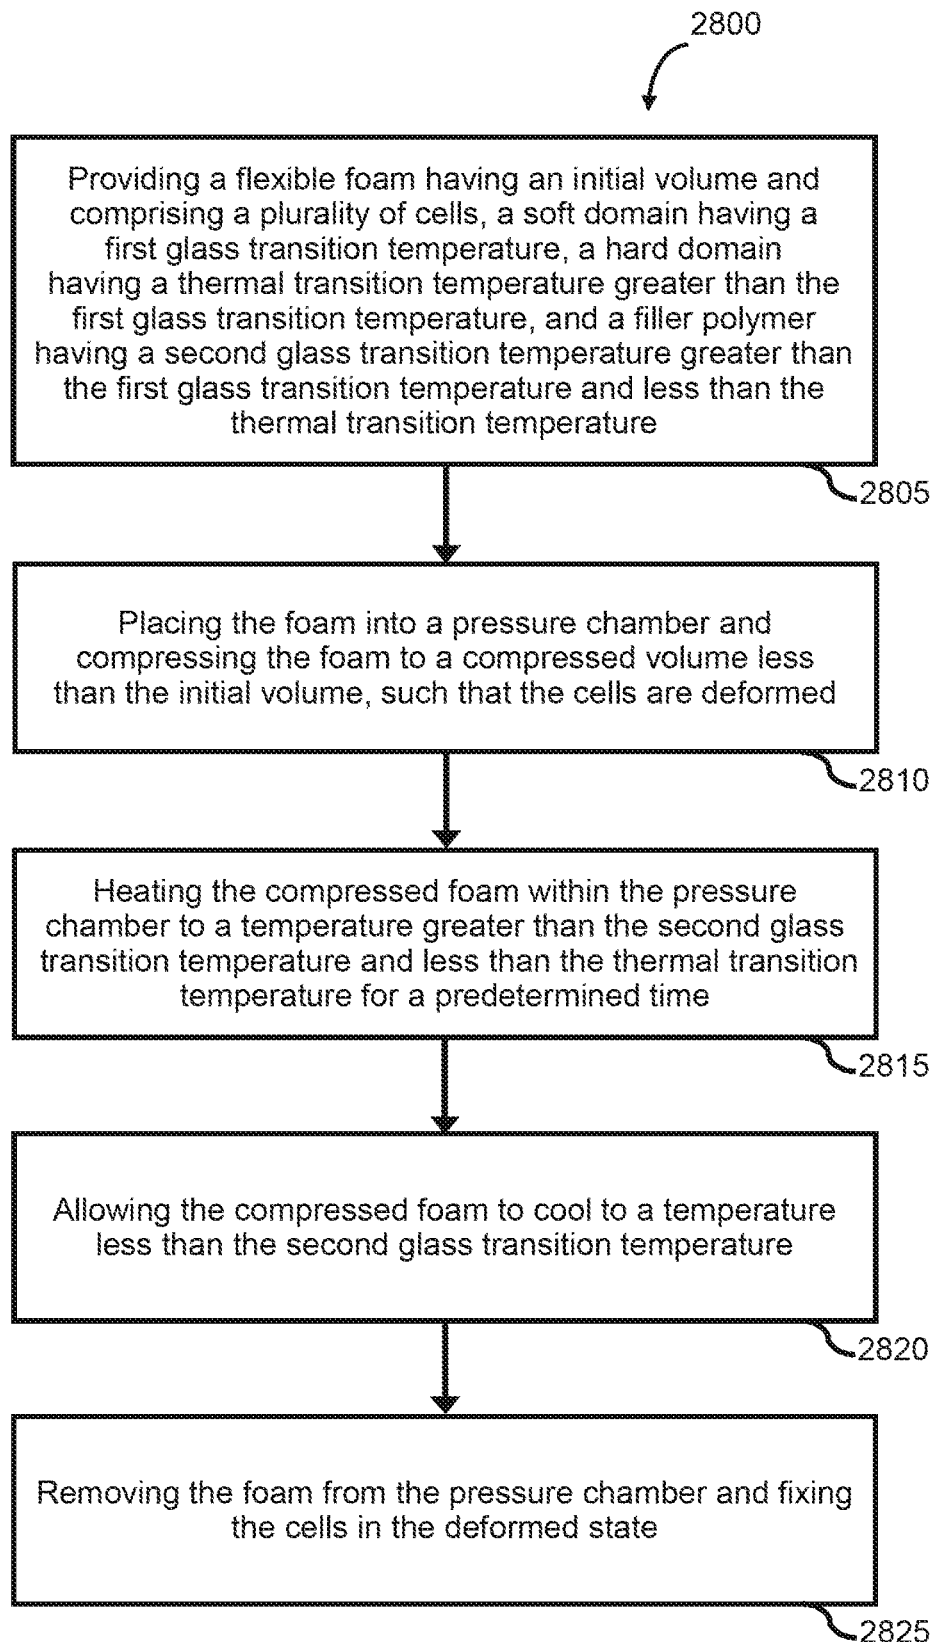 2800
Providing a flexible foam having an initial volume and
comprising a plurality of cells, a soft domain having a
first glass transition temperature, a hard domain
having a thermal transition temperature greater than the
first glass transition temperature, and a filler polymer
having a second glass transition temperature greater than
the first glass transition temperature and less than the
thermal transition temperature
2805
Placing the foam into a pressure chamber and
compressing the foam to a compressed volume less
than the initial volume, such that the cells are deformed
2810
Heating the compressed foam within the pressure
chamber to a temperature greater than the second glass
transition temperature and less than the thermal transition
temperature for a predetermined time
2815
Allowing the compressed foam to cool to a temperature
less than the second glass transition temperature
2820
Removing the foam from the pressure chamber and fixing
the cells in the deformed state
2825